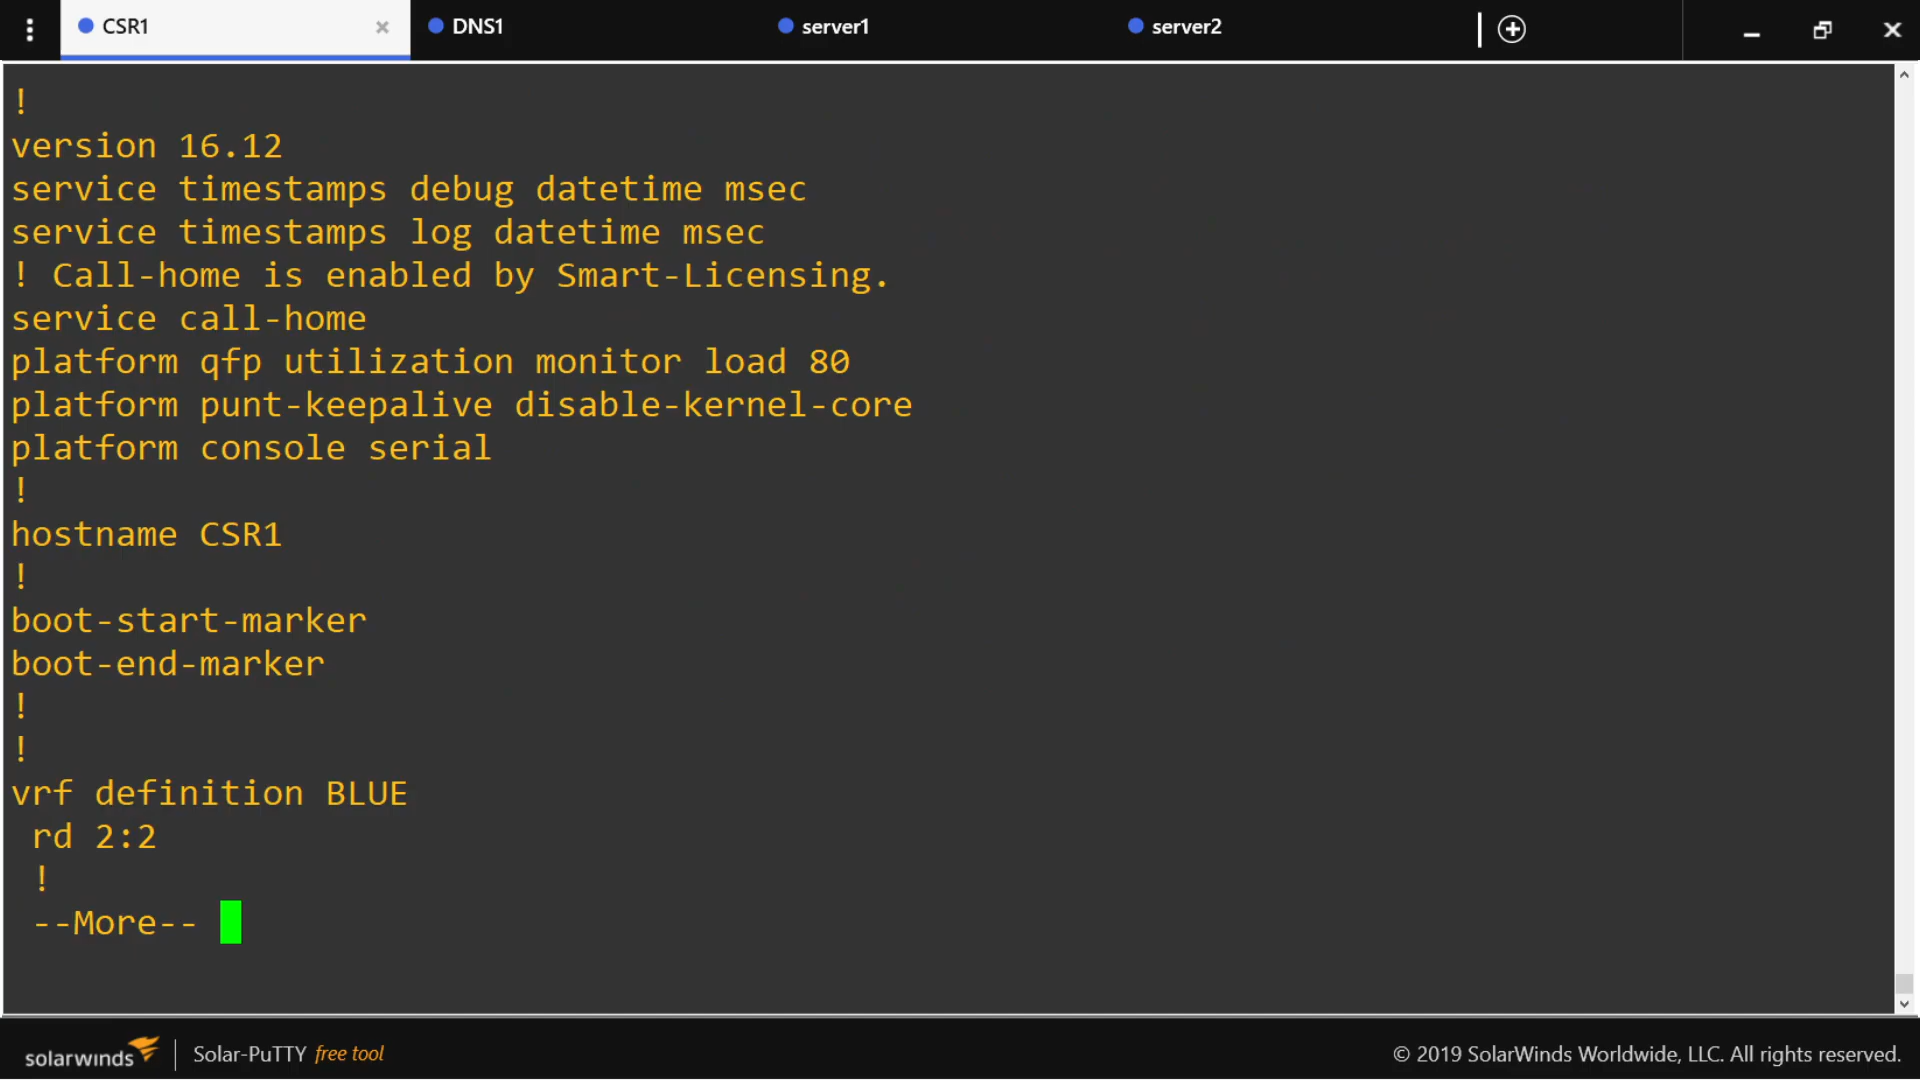 CSR1
DNS1
server1
server2
!
version 16.12
service timestamps debug datetime msec
service timestamps log datetime msec
! Call-home is enabled by Smart-Licensing.
service call-home
platform qfp utilization monitor load 80
platform punt-keepalive disable-kernel-core
platform console serial
!
hostname CSR1
!
boot-start-marker
boot-end-marker
!
!
vrf definition BLUE
 rd 2:2
 !
 --More--
solarwinds
Solar-PuTTY free tool
© 2019 SolarWinds Worldwide, LLC. All rights reserved.